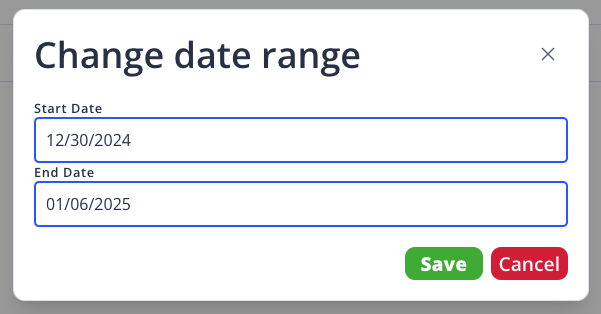 Change date range
Start Date
12/30/2024
End Date
01/06/2025
Save Cancel